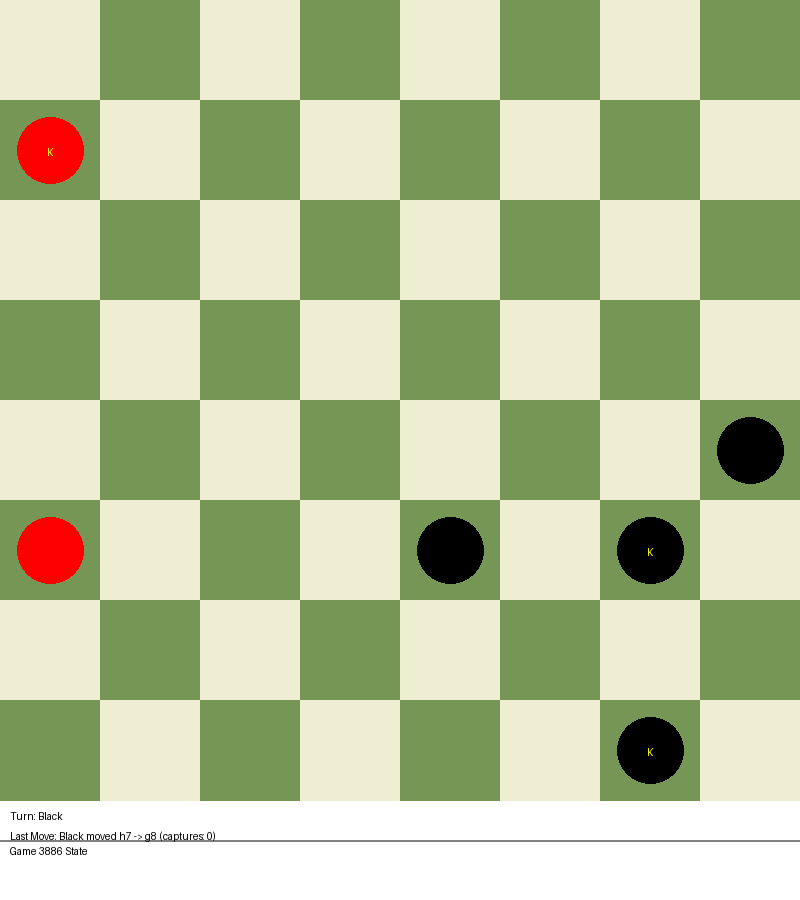 K
K
K
Turn: Black
Last Move: Black moved h7 -> g8 (captures: 0)
Game 3886 State